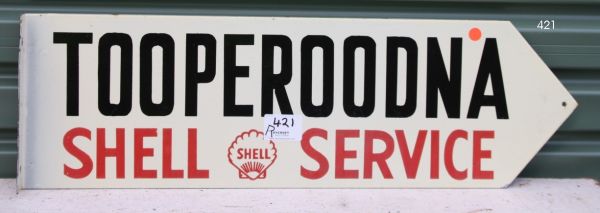 421
TOOPEROODNA
421
SHELL SHELL SERVICE